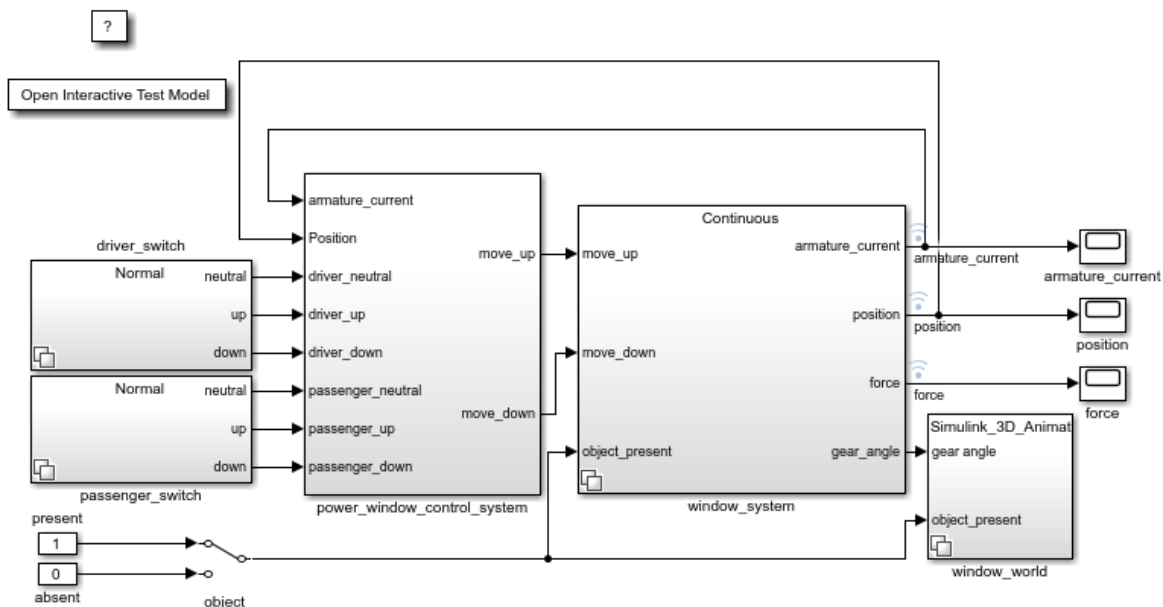 ?
Open Interactive Test Model
driver_switch
Normal
neutral
up
down
Normal
neutral
up
down
passenger_switch
present
1
0
absent
object
armature_current
Position
driver_neutral
driver_up
driver_down
passenger_neutral
passenger_up
passenger_down
move_up
move_down
power_window_control_system
Continuous
move_up
move_down
object_present
armature_current
position
force
gear_angle
window_system
armature_current
position
force
armature_current
position
force
Simulink_3D_Animat
gear angle
object_present
window_world